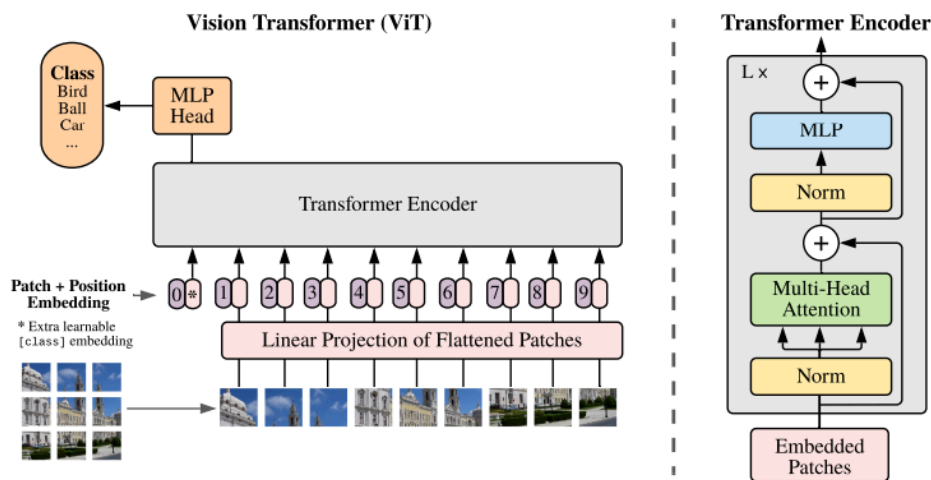 Vision Transformer (ViT)
Class
Bird
Ball
Car
...
MLP
Head
Transformer Encoder
Patch + Position
Embedding
0 * 1 2 3 4 5 6 7 8 9
* Extra learnable
[class] embedding
Linear Projection of Flattened Patches
Transformer Encoder
L ×
+
MLP
Norm
+
Multi-Head
Attention
Norm
Embedded
Patches